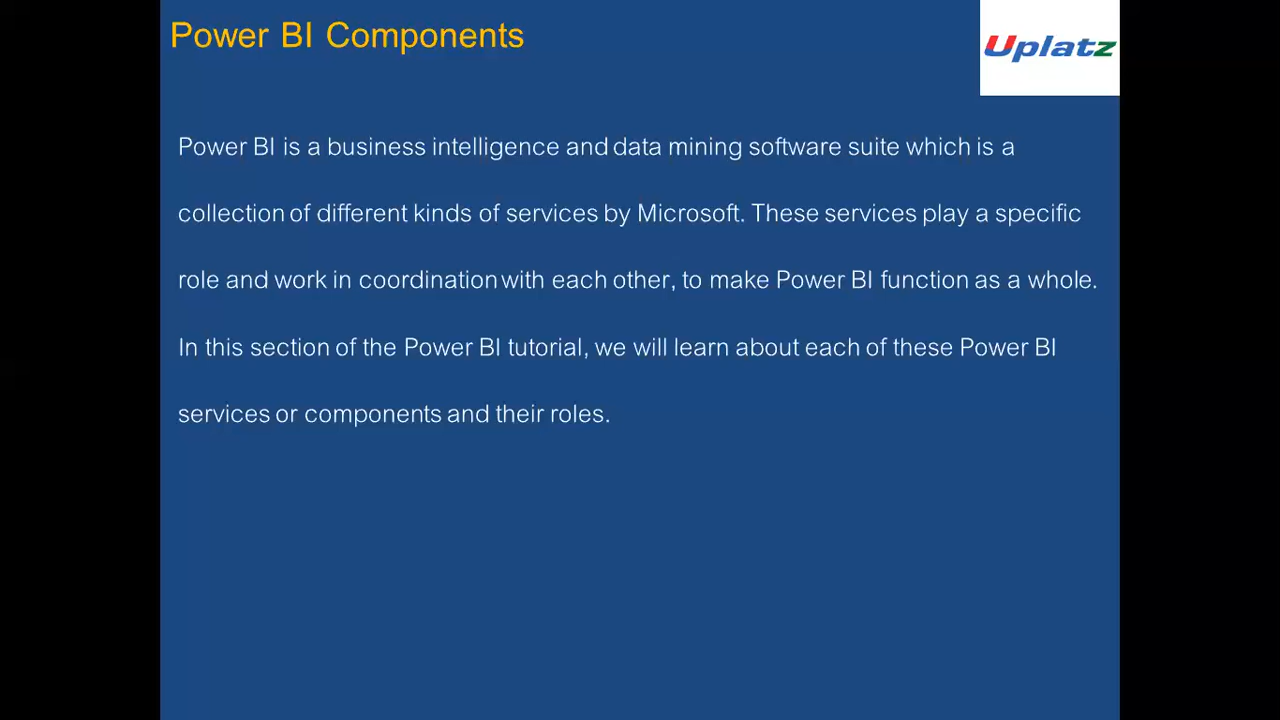 Power BI Components
Uplatz
Power BI is a business intelligence and data mining software suite which is a
collection of different kinds of services by Microsoft. These services play a specific
role and work in coordination with each other, to make Power BI function as a whole.
In this section of the Power BI tutorial, we will learn about each of these Power BI
services or components and their roles.